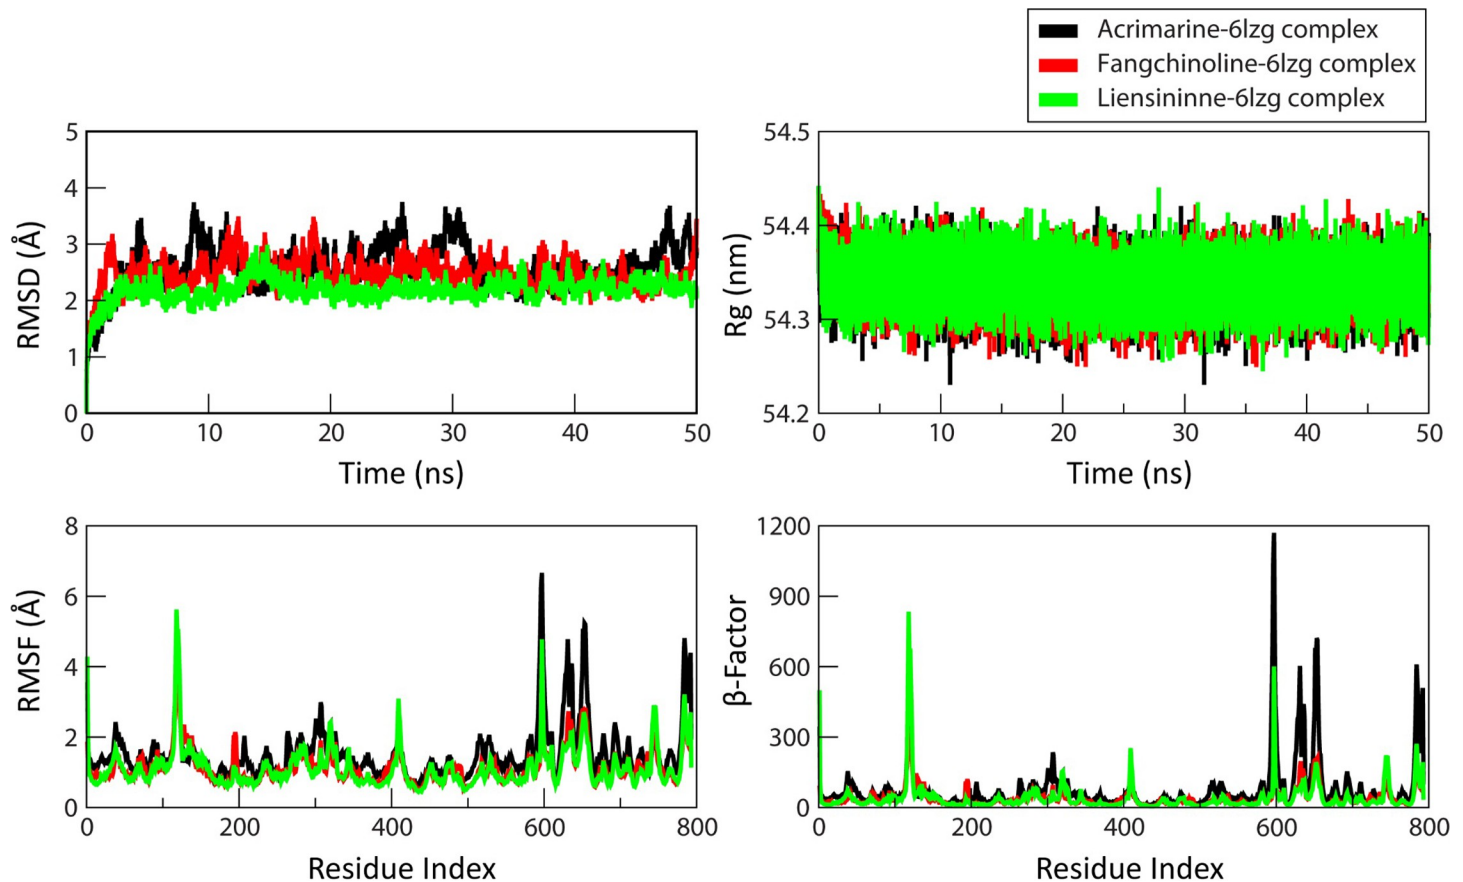 Acrimarine-6lzg complex
Fangchinoline-6lzg complex
Liensininne-6lzg complex
5
4
3
2
1
0
RMSD (Å)
0 10 20 30 40 50
Time (ns)
54.5
54.4
54.3
54.2
Rg (nm)
0 10 20 30 40 50
Time (ns)
8
6
4
2
0
RMSF (Å)
0 200 400 600 800
Residue Index
1200
900
600
300
0
β-Factor
0 200 400 600 800
Residue Index